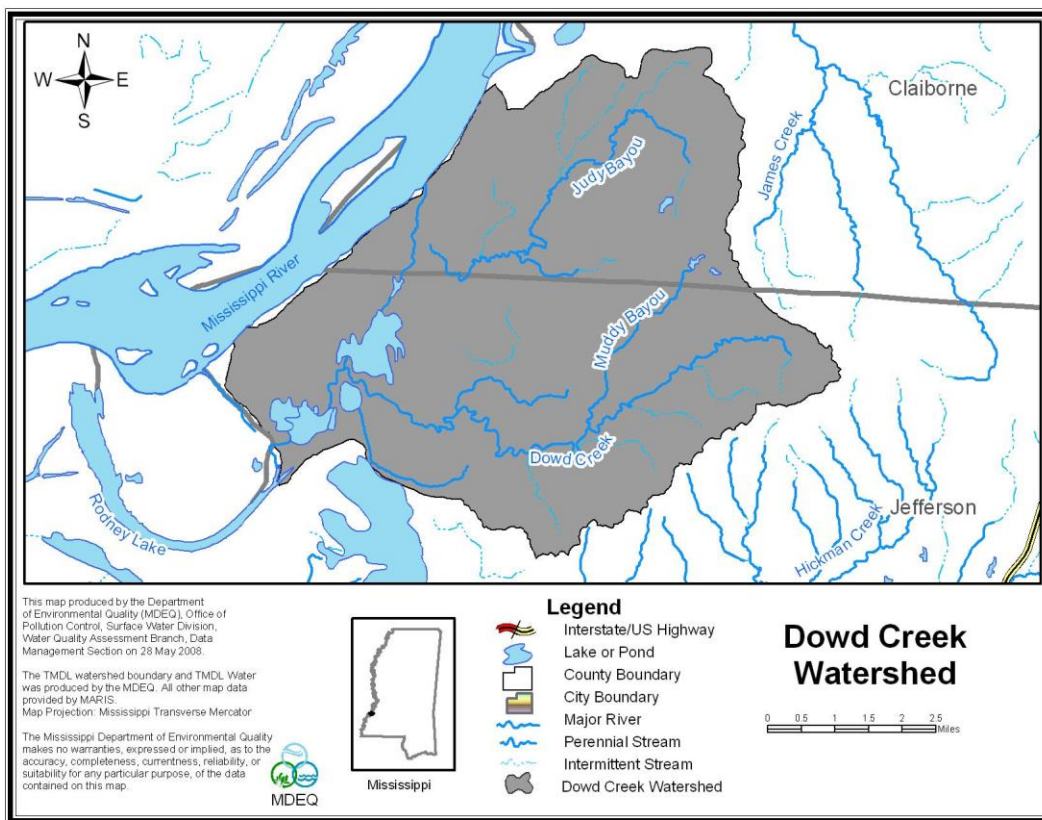 N
W E
S
Claiborne
James Creek
Judy Bayou
Mississippi River
Muddy Bayou
Dowd Creek
Rodney Lake
Jefferson
Hickman Creek
This map produced by the Department
of Environmental Quality (MDEQ), Office of
Pollution Control, Surface Water Division,
Water Quality Assessment Branch, Data
Management Section on 28 May 2008.
The TMDL watershed boundary and TMDL Water
was produced by the MDEQ. All other map data
provided by MARIS.
Map Projection: Mississippi Transverse Mercator
The Mississippi Department of Environmental Quality
makes no warranties, expressed or implied, as to the
accuracy, completeness, currentness, reliability, or
suitability for any particular purpose, of the data
contained on this map.
MDEQ
Mississippi
Legend
Interstate/US Highway
Lake or Pond
County Boundary
City Boundary
Major River
Perennial Stream
Intermittent Stream
Dowd Creek Watershed
Dowd Creek
Watershed
0 0.5 1 1.5 2 2.5
Miles